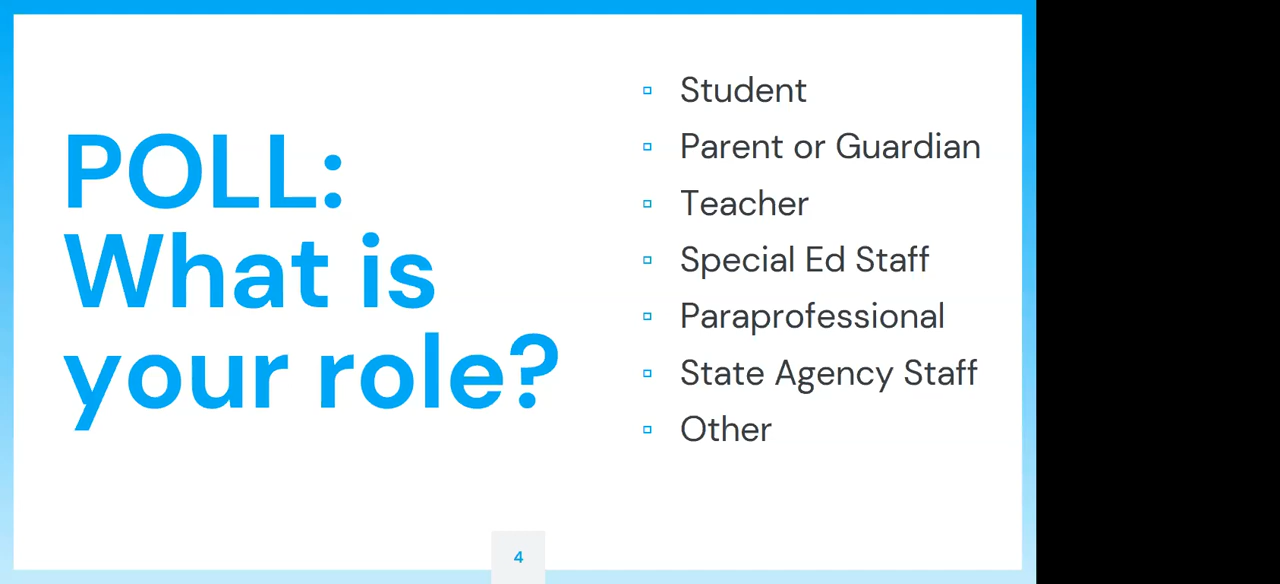 POLL:
What is
your role?
Student
Parent or Guardian
Teacher
Special Ed Staff
Paraprofessional
State Agency Staff
Other
4